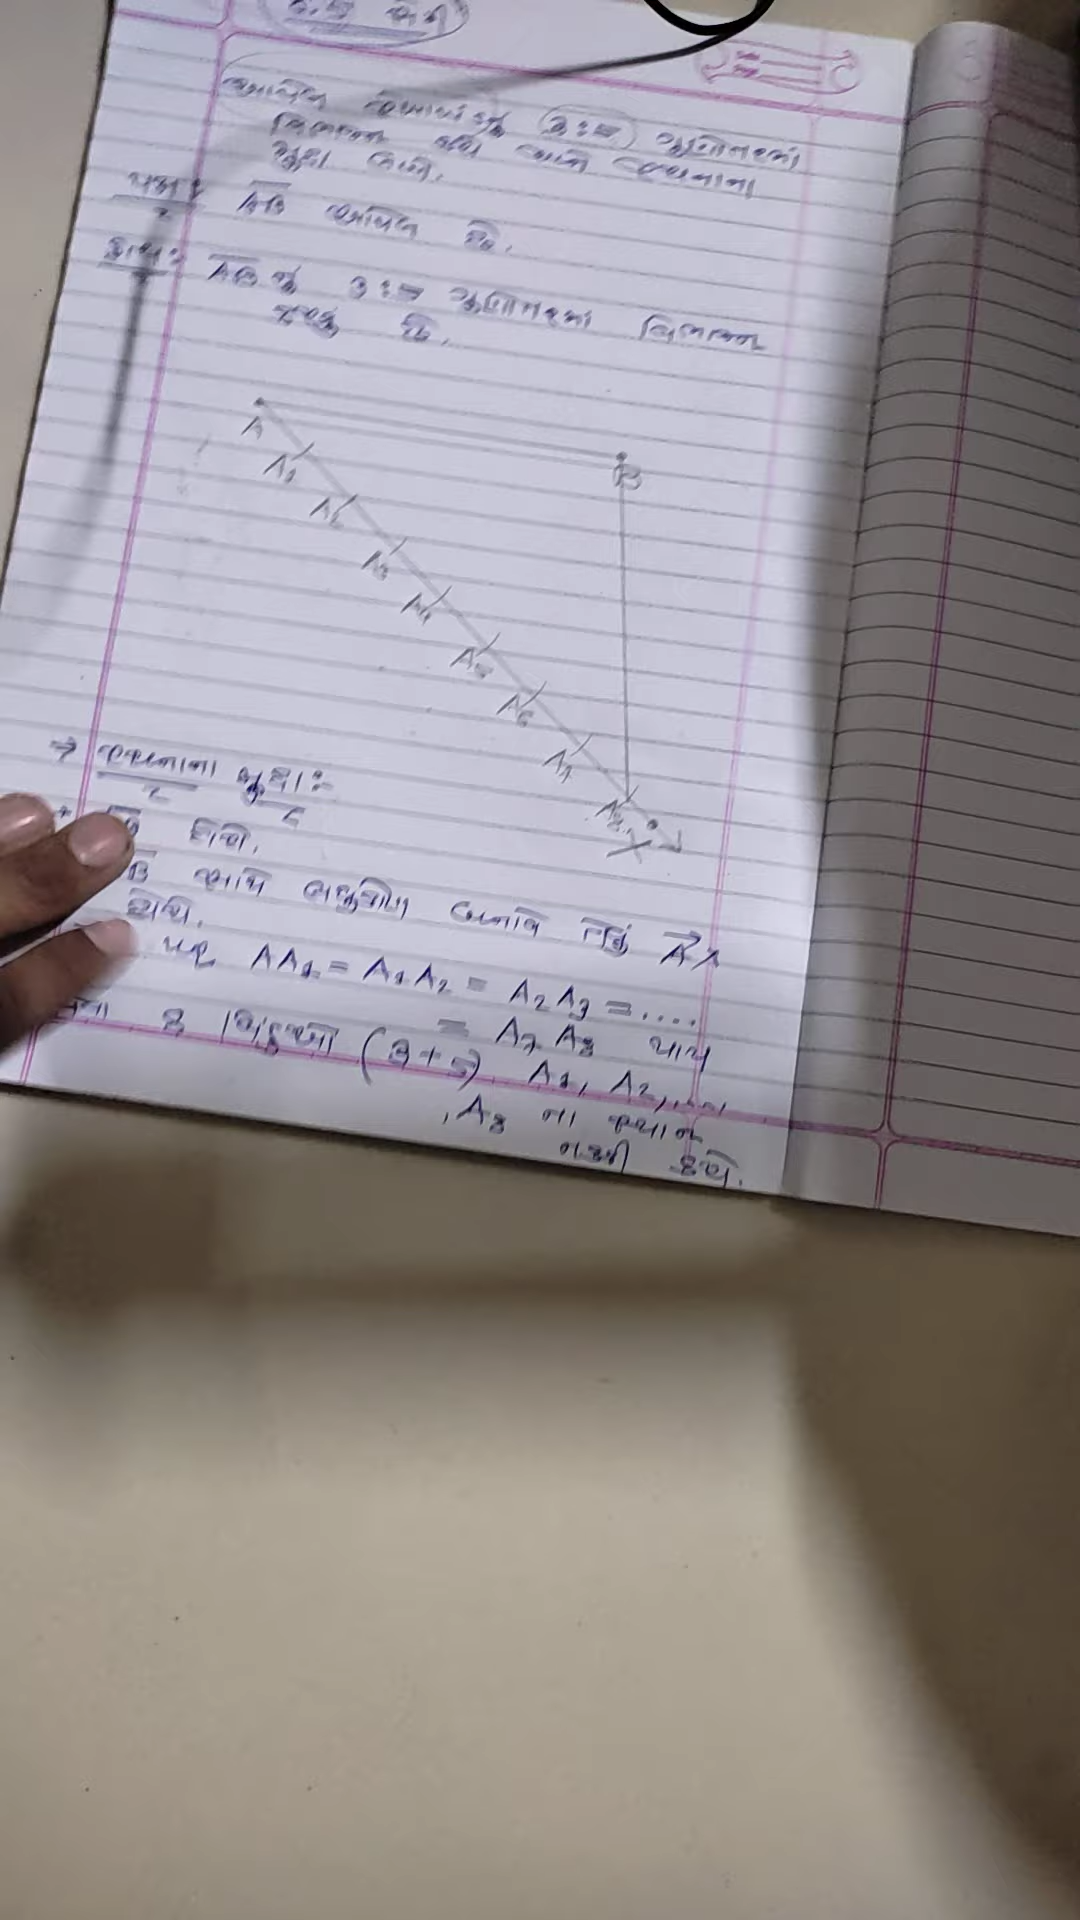 આપેલ રેખાખંડનું 3:5 ગુણોત્તરમાં
વિભાજન કરો અને રચનાના
મુદ્દા લખો.
પક્ષ: AB આપેલ છે.
સાધ્ય: AB નું 3:5 ગુણોત્તરમાં વિભાજન
કરવું છે.
A
B
A1
A2
A3
A4
A5
A6
A7
A8
X
→ રચનાના મુદ્દા:-
લો.
B સાથે લઘુકોણ બનાવે તેવું AX
પર AA1 = A1A2 = A2A3 = ....
= A7A8 થાય
8 બિંદુઓ (3+5) A1, A2, ...
, A8 ના સ્થાન
નક્કી કરો.